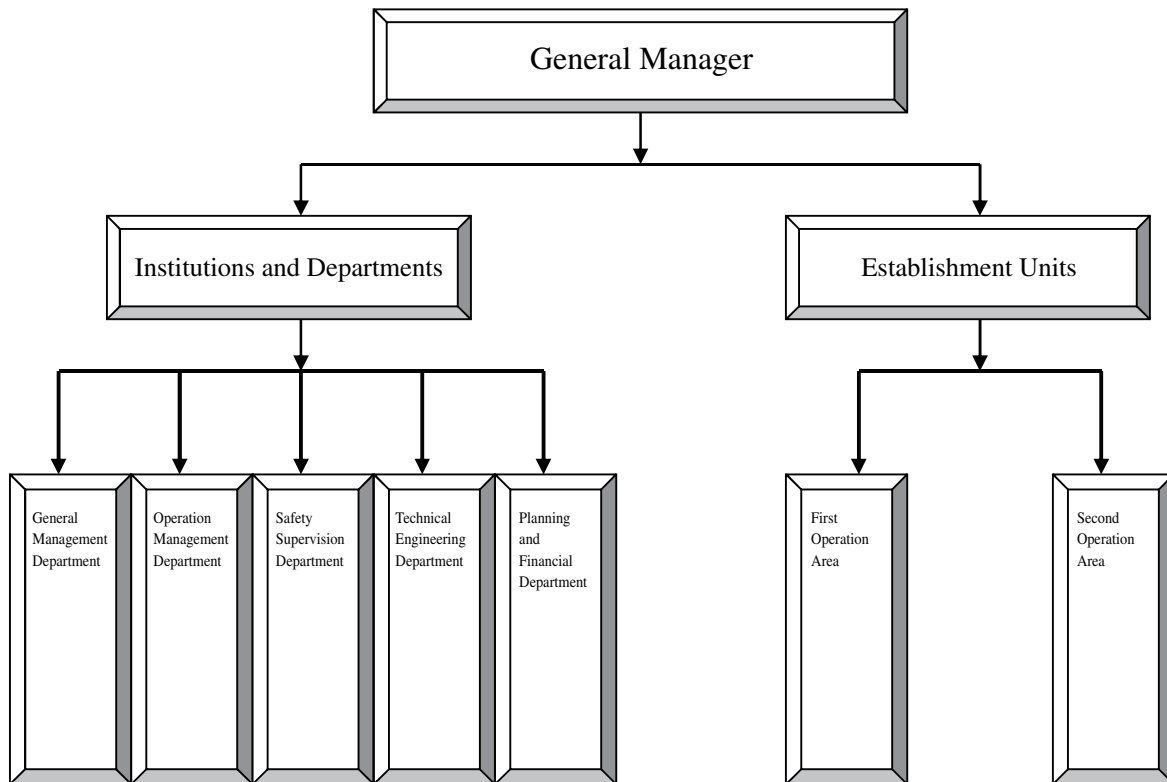 General Manager
Institutions and Departments
Establishment Units
General
Management
Department
Operation
Management
Department
Safety
Supervision
Department
Technical
Engineering
Department
Planning
and
Financial
Department
First
Operation
Area
Second
Operation
Area